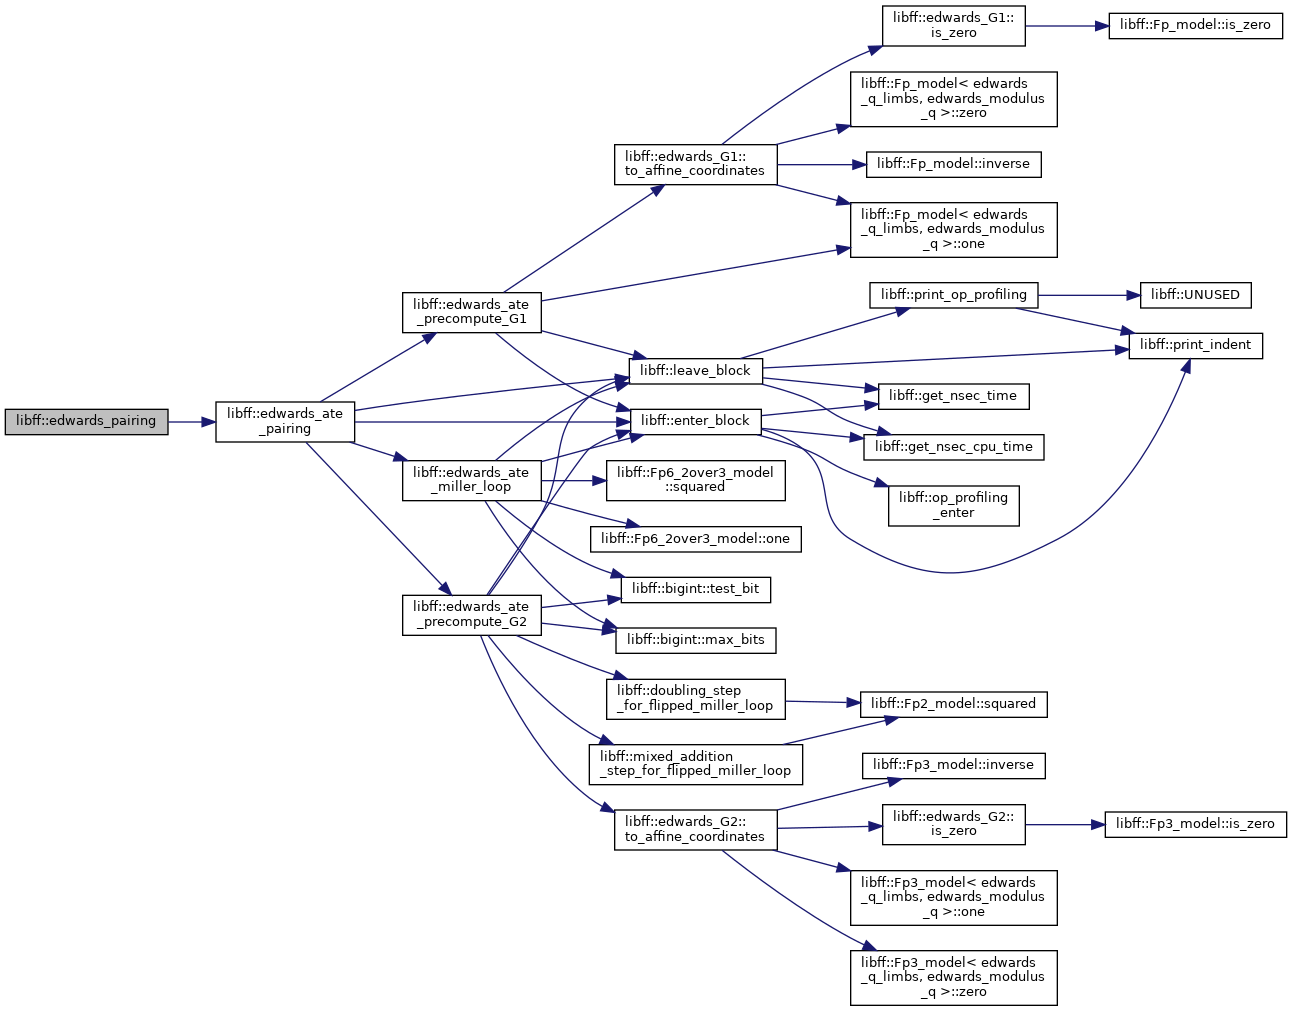 libff::edwards_G1::
is_zero
libff::Fp_model::is_zero
libff::Fp_model< edwards
_q_limbs, edwards_modulus
_q >::zero
libff::edwards_G1::
to_affine_coordinates
libff::Fp_model::inverse
libff::Fp_model< edwards
_q_limbs, edwards_modulus
_q >::one
libff::edwards_ate
_precompute_G1
libff::print_op_profiling
libff::UNUSED
libff::print_indent
libff::leave_block
libff::get_nsec_time
libff::edwards_pairing
libff::edwards_ate
_pairing
libff::enter_block
libff::get_nsec_cpu_time
libff::edwards_ate
_miller_loop
libff::Fp6_2over3_model
::squared
libff::op_profiling
_enter
libff::Fp6_2over3_model::one
libff::bigint::test_bit
libff::edwards_ate
_precompute_G2
libff::bigint::max_bits
libff::doubling_step
_for_flipped_miller_loop
libff::Fp2_model::squared
libff::mixed_addition
_step_for_flipped_miller_loop
libff::Fp3_model::inverse
libff::edwards_G2::
to_affine_coordinates
libff::edwards_G2::
is_zero
libff::Fp3_model::is_zero
libff::Fp3_model< edwards
_q_limbs, edwards_modulus
_q >::one
libff::Fp3_model< edwards
_q_limbs, edwards_modulus
_q >::zero